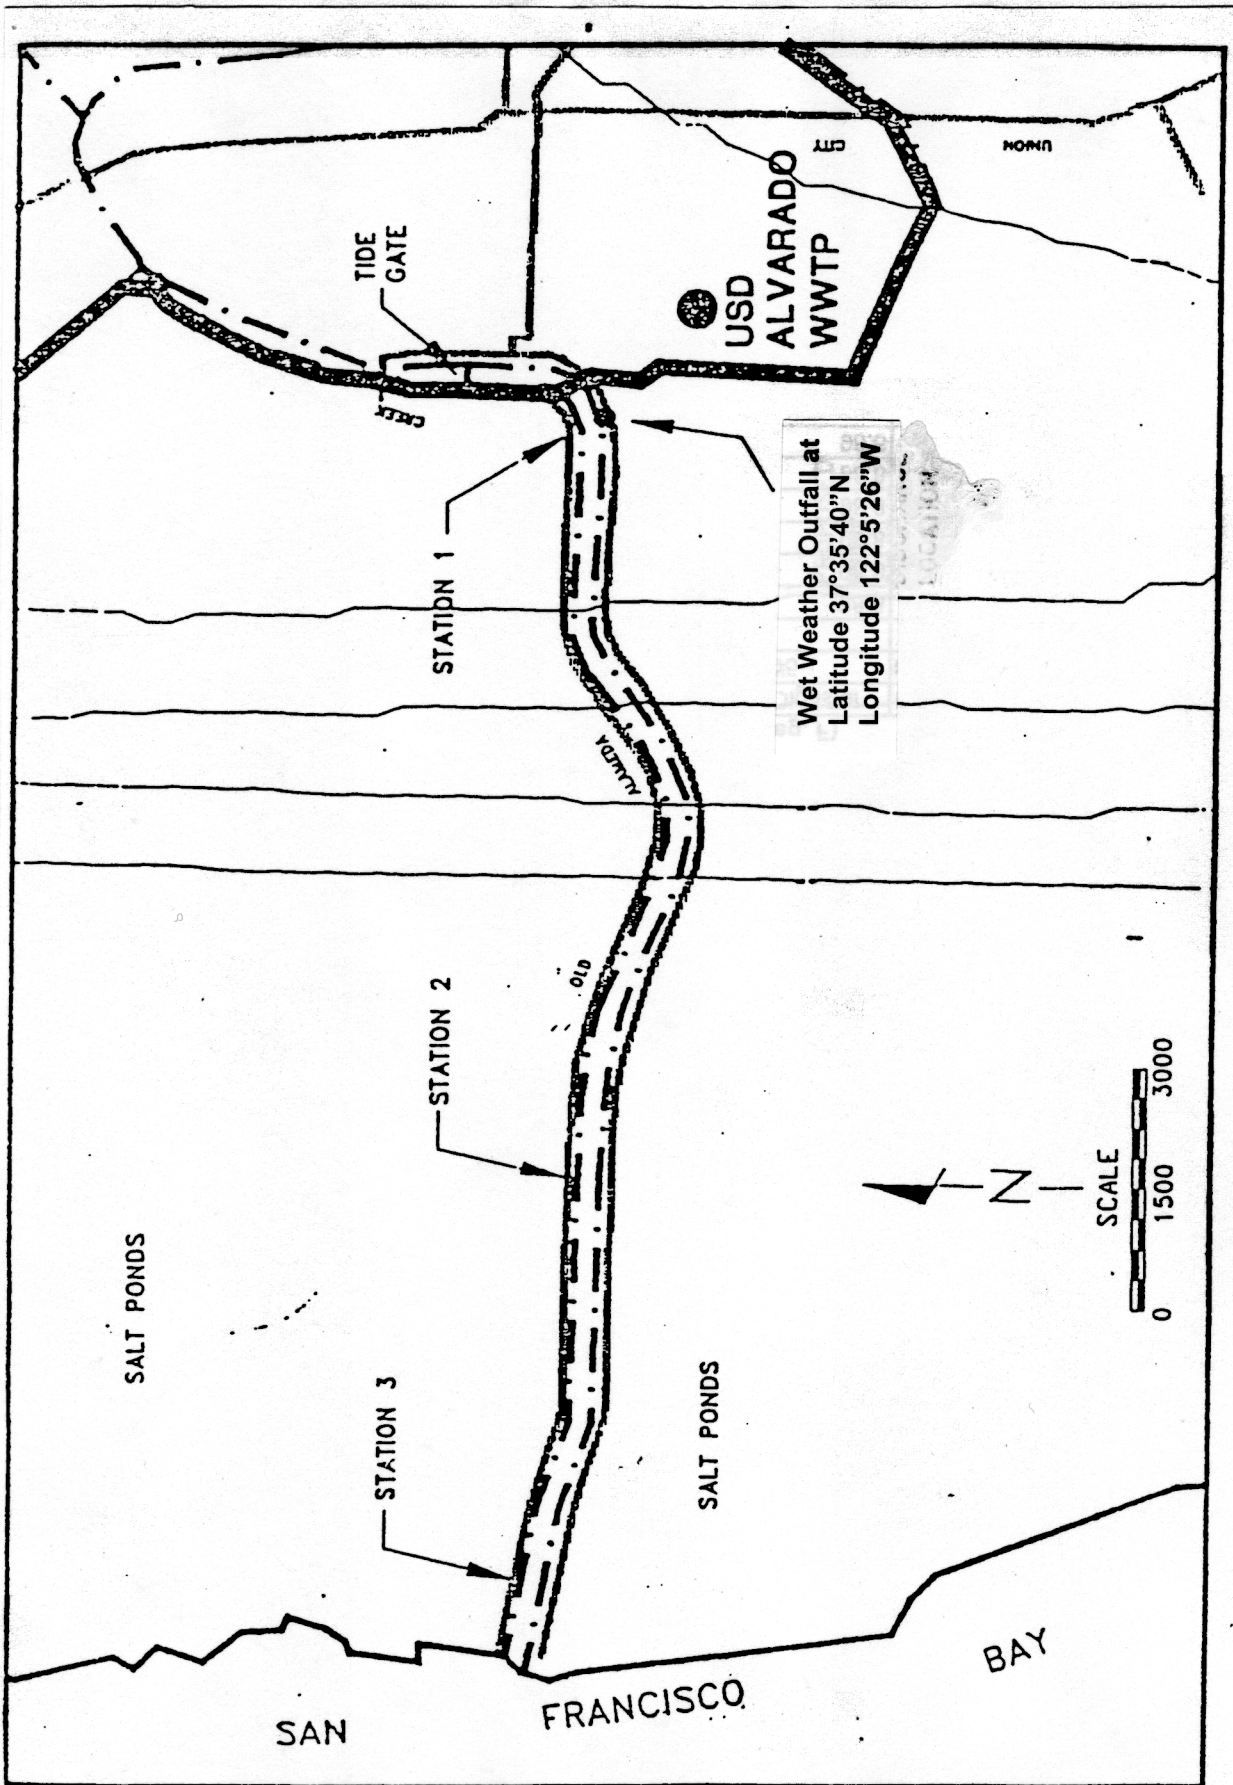 TIDE
GATE
CREEK
USD
ALVARADO
WWTP
UNION
CITY
STATION 1
Wet Weather Outfall at
Latitude 37°35'40"N
Longitude 122°5'26"W
LOCATION
ALAMEDA
OLD
STATION 2
STATION 3
SALT PONDS
SALT PONDS
N
SCALE
0 1500 3000
SAN
FRANCISCO
BAY